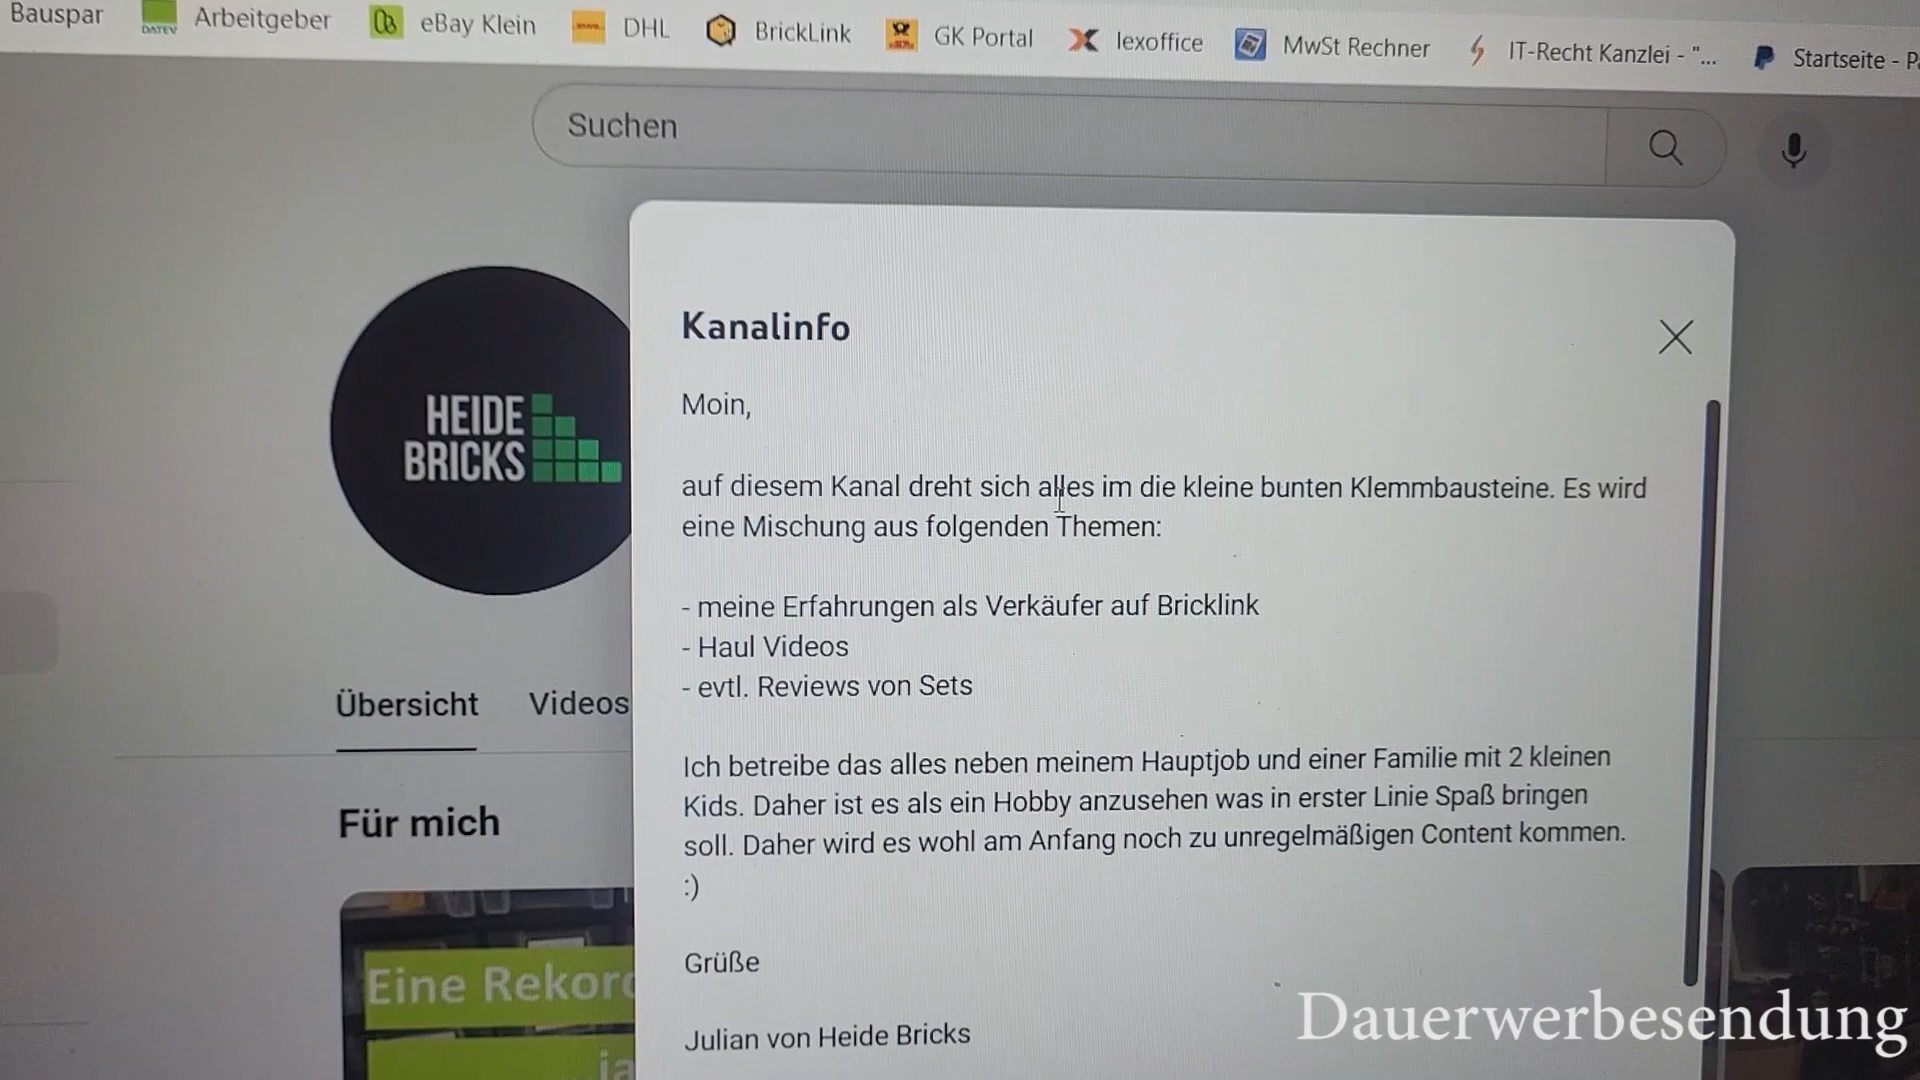 Bauspar
DATEV
Arbeitgeber
eBay Klein
DHL
BrickLink
GK Portal
lexoffice
MwSt Rechner
IT-Recht Kanzlei - "...
Startseite -
Suchen
HEIDE
BRICKS
Kanalinfo
Moin,
auf diesem Kanal dreht sich alles im die kleine bunten Klemmbausteine. Es wird
eine Mischung aus folgenden Themen:
- meine Erfahrungen als Verkäufer auf Bricklink
- Haul Videos
- evtl. Reviews von Sets
Ich betreibe das alles neben meinem Hauptjob und einer Familie mit 2 kleinen
Kids. Daher ist es als ein Hobby anzusehen was in erster Linie Spaß bringen
soll. Daher wird es wohl am Anfang noch zu unregelmäßigen Content kommen.
:)
Grüße
Julian von Heide Bricks
Übersicht
Videos
Für mich
Eine Rekord
ja
Dauerwerbesendung